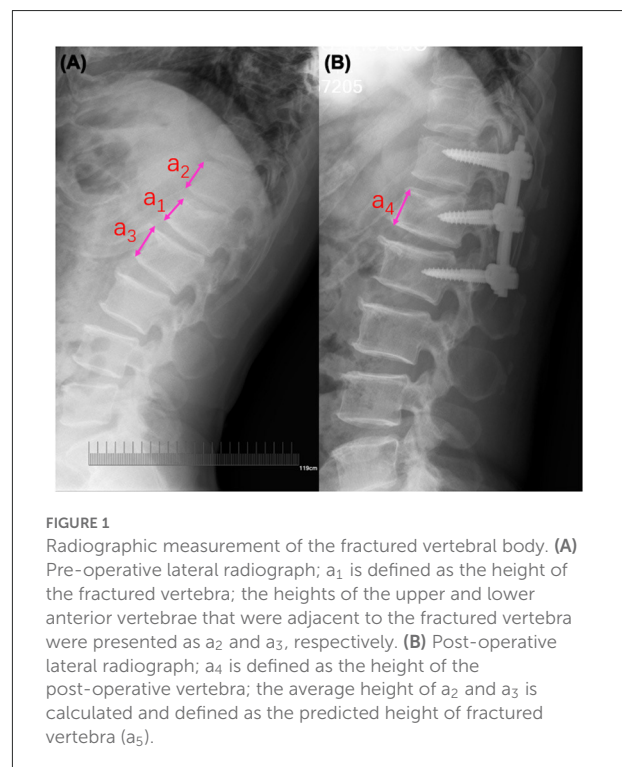 (A)
(B)
7205
a₂
a₁
a₃
a₄
119cm
FIGURE 1
Radiographic measurement of the fractured vertebral body. (A)
Pre-operative lateral radiograph; a₁ is defined as the height of
the fractured vertebra; the heights of the upper and lower
anterior vertebrae that were adjacent to the fractured vertebra
were presented as a₂ and a₃, respectively. (B) Post-operative
lateral radiograph; a₄ is defined as the height of the
post-operative vertebra; the average height of a₂ and a₃ is
calculated and defined as the predicted height of fractured
vertebra (a₅).